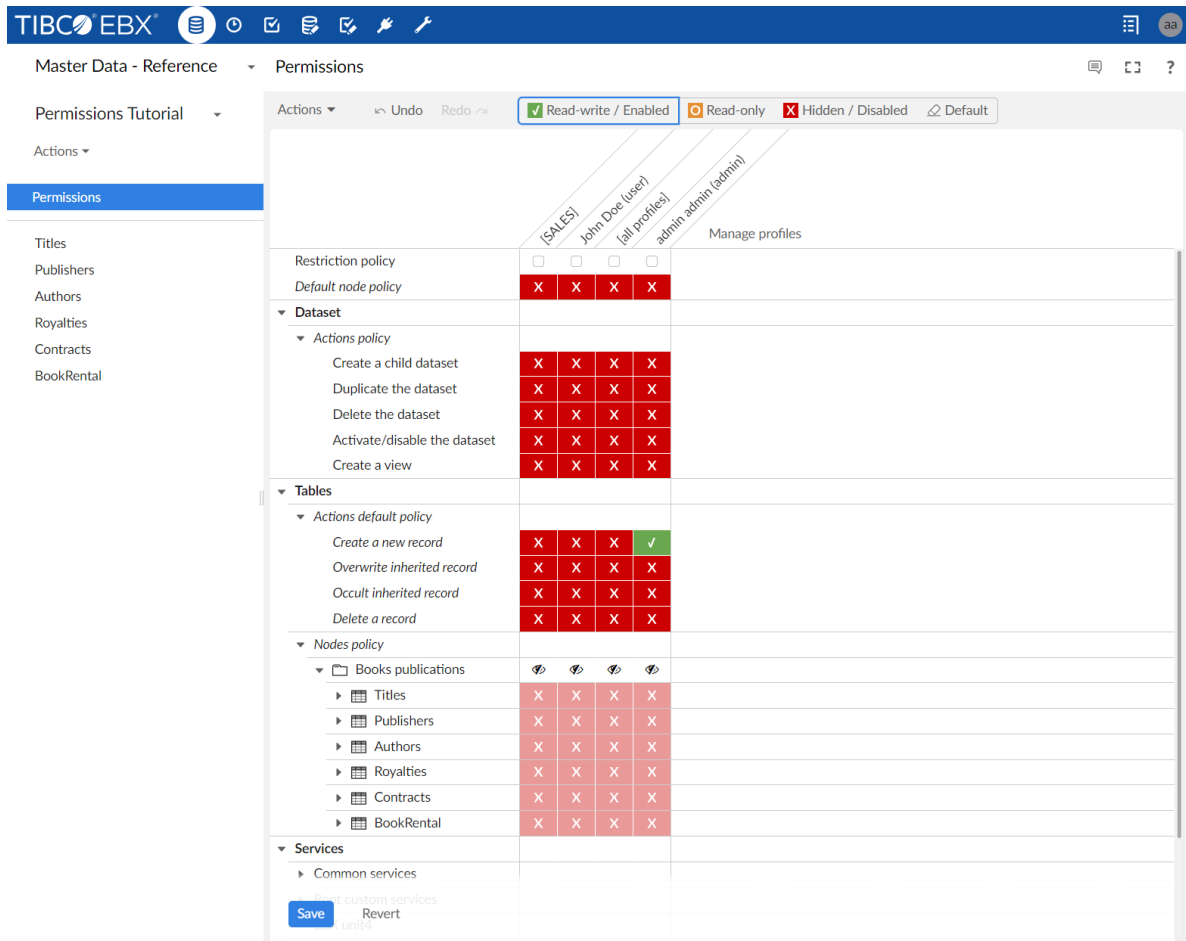 TIBCO EBX® aa
Master Data - Reference Permissions ?
Permissions Tutorial
Actions
Permissions
Titles
Publishers
Authors
Royalties
Contracts
BookRental
Actions Undo Redo Read-write / Enabled Read-only X Hidden / Disabled Default
[SALES]
John Doe (user)
[all profiles]
admin admin (admin)
Manage profiles
Restriction policy
Default node policy X X X X
Dataset
Actions policy
Create a child dataset X X X X
Duplicate the dataset X X X X
Delete the dataset X X X X
Activate/disable the dataset X X X X
Create a view X X X X
Tables
Actions default policy
Create a new record X X X ✓
Overwrite inherited record X X X X
Occult inherited record X X X X
Delete a record X X X X
Nodes policy
Books publications
Titles X X X X
Publishers X X X X
Authors X X X X
Royalties X X X X
Contracts X X X X
BookRental X X X X
Services
Common services
custom services
Save Revert
unit4